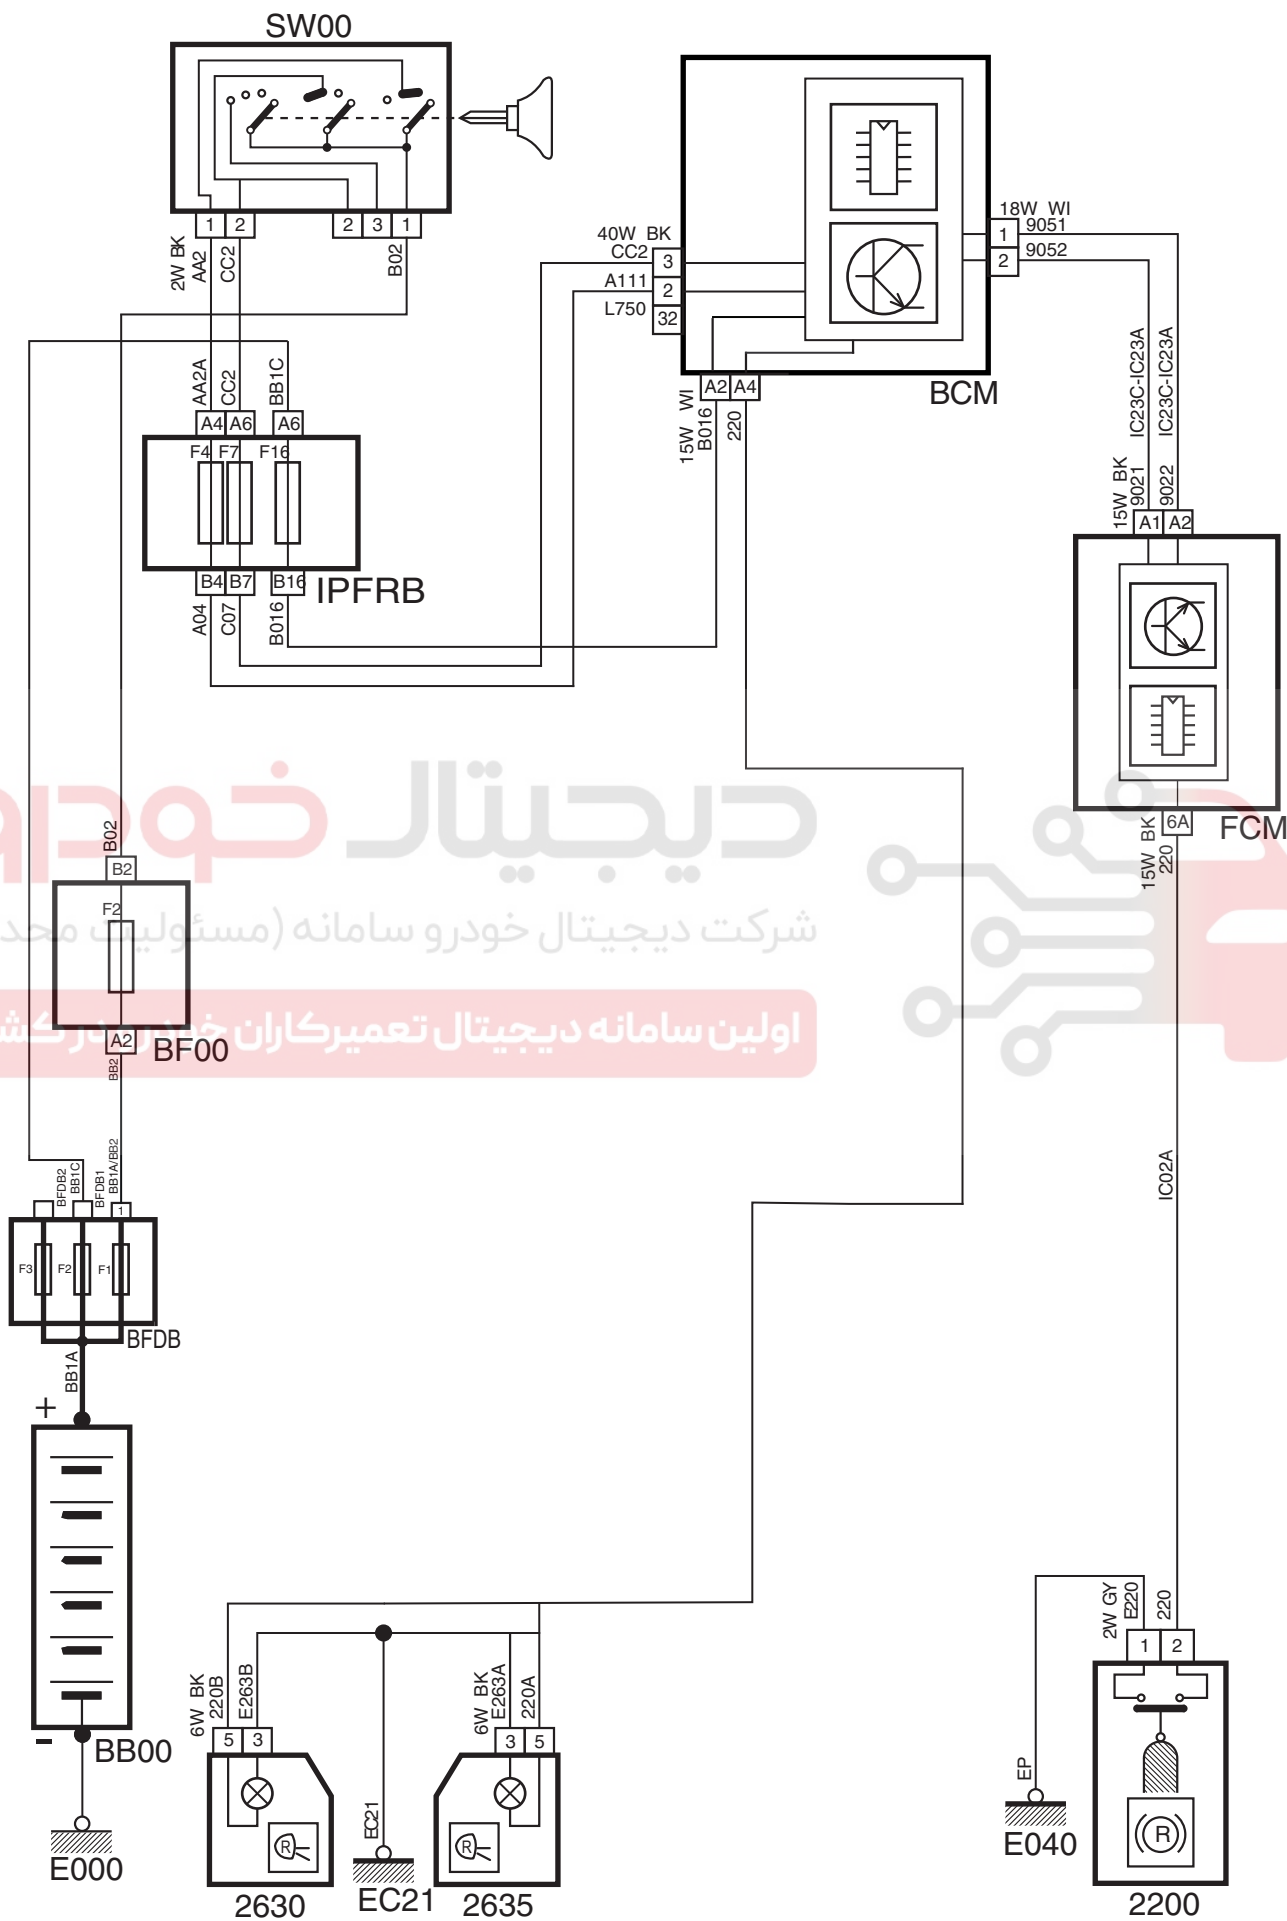 SW00
1 2 2 3 1
2W BK
AA2
CC2
B02
AA2A
CC2
BB1C
A4 A6 A6
F4 F7 F16
B4 B7 B16
IPFRB
A04
C07
B016
40W BK
CC2
3
A111
2
L750
32
BCM
A2 A4
15W WI
B016
220
18W WI
9051
1
9052
2
IC23C-IC23A
IC23C-IC23A
15W BK
9021
9022
A1 A2
FCM
6A
15W BK
220
دیجیتال خودرو
شرکت دیجیتال خودرو سامانه (مسئولیت
اولین سامانه دیجیتال تعمیرکاران خودرو در
B02
B2
F2
A2
BF00
BB2
BFDB2
BB1C
BFDB1
BB1A/BB2
1
F3 F2 F1
BFDB
BB1A
+
-
BB00
E000
IC02A
6W BK
220B
E263B
5 3
2630
R
EC21
EC21
6W BK
E263A
220A
3 5
R
2635
2W GY
E220
220
1 2
EP
E040
R
2200